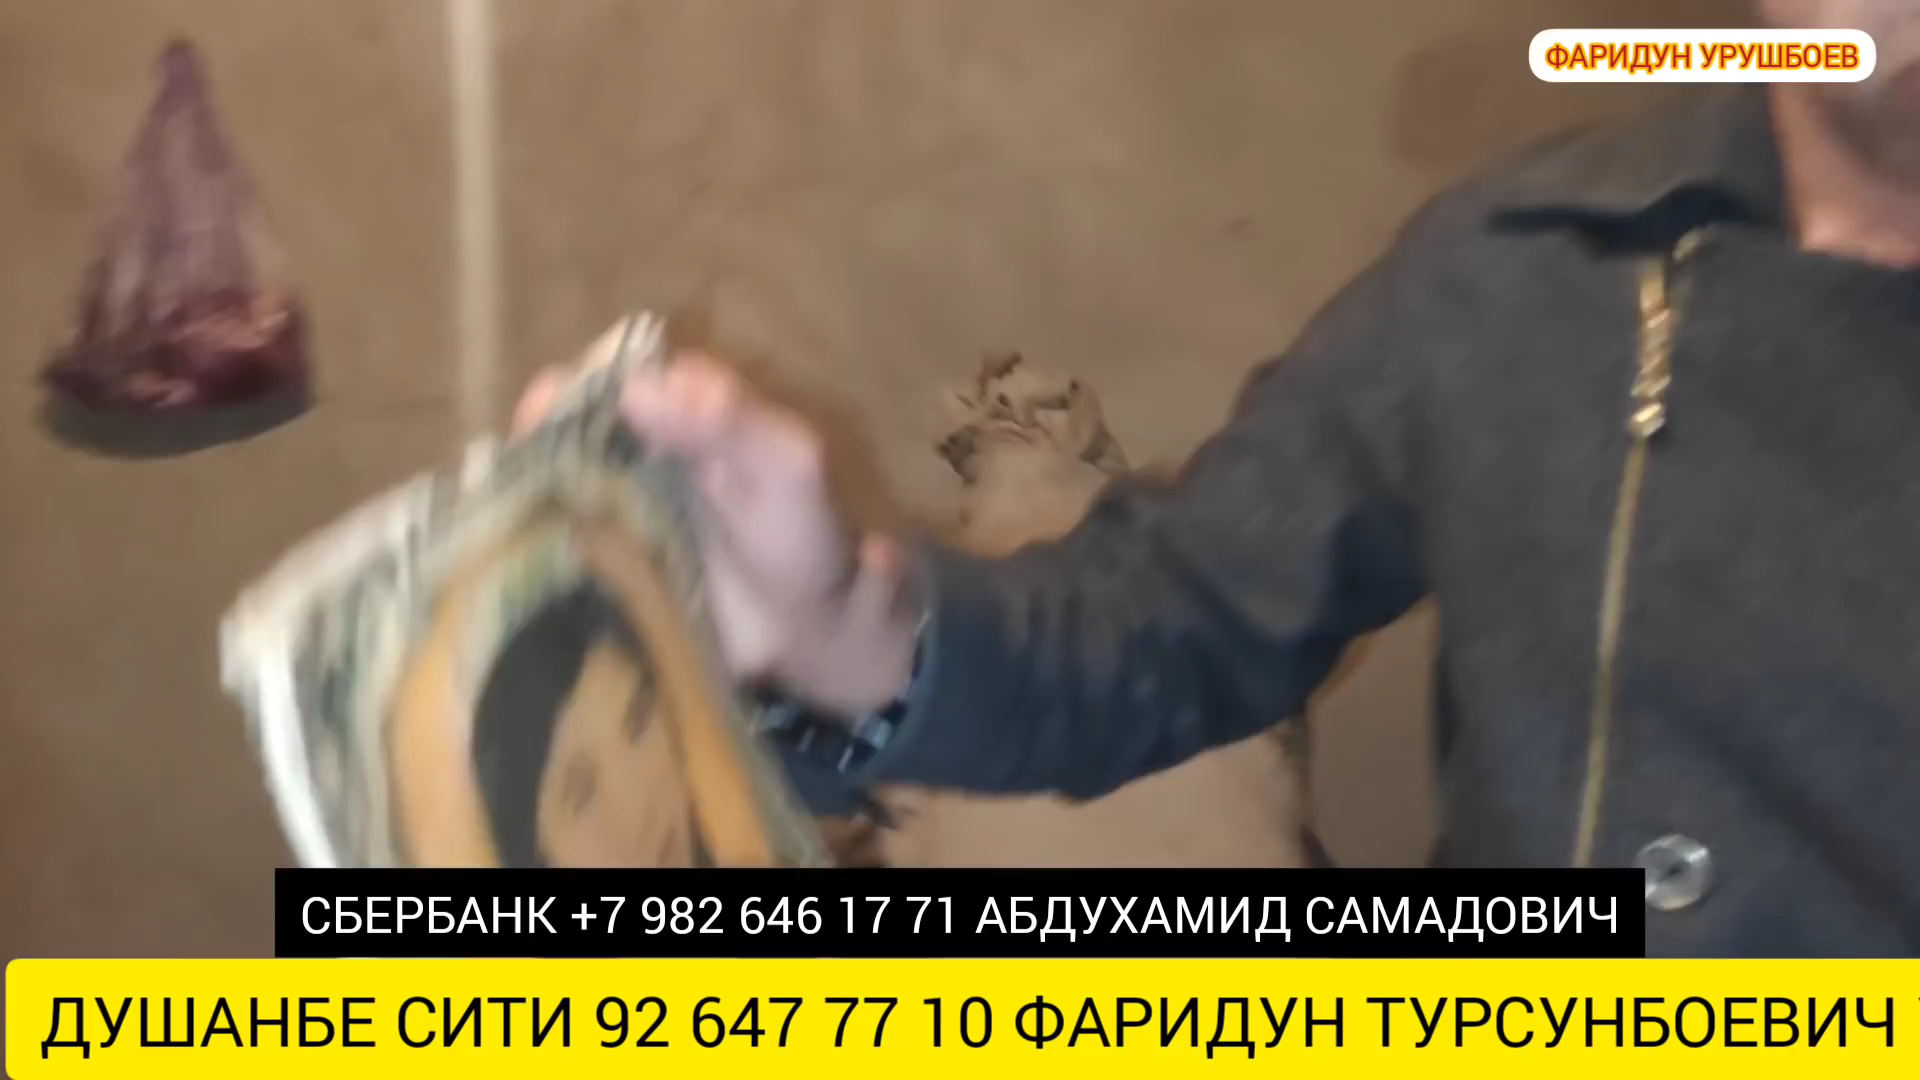 ФАРИДУН УРУШБОЕВ
СБЕРБАНК +7 982 646 17 71 АБДУХАМИД САМАДОВИЧ
ДУШАНБЕ СИТИ 92 647 77 10 ФАРИДУН ТУРСУНБОЕВИЧ